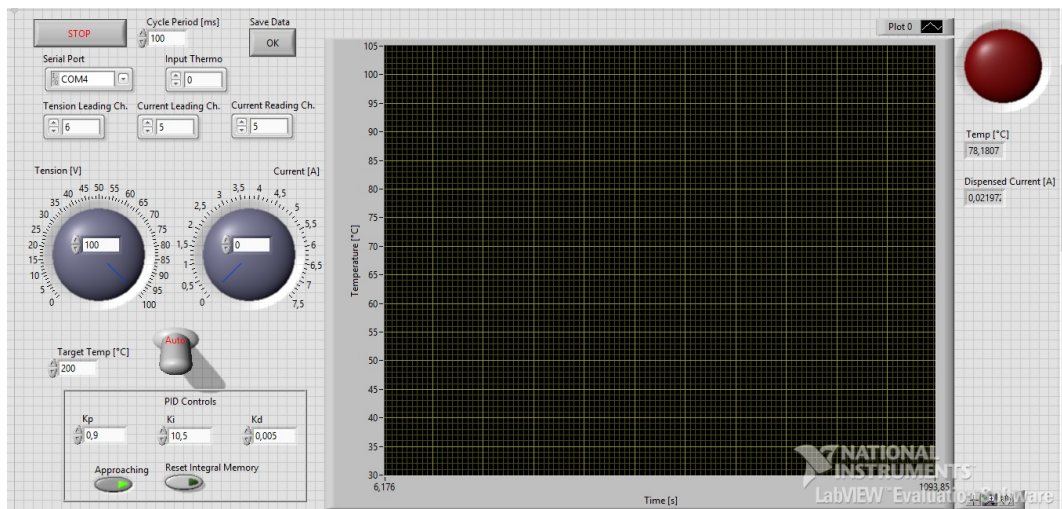 STOP
Cycle Period [ms]
100
Save Data
OK
Serial Port
COM4
Input Thermo
0
Tension Leading Ch.
6
Current Leading Ch.
5
Current Reading Ch.
5
Tension [V]
0
5
10
15
20
25
30
35
40
45
50
55
60
65
70
75
80
85
90
95
100
100
Current [A]
0
0,5
1
1,5
2
2,5
3
3,5
4
4,5
5
5,5
6
6,5
7
7,5
0
Auto
Target Temp [°C]
200
PID Controls
Kp
0,9
Ki
10,5
Kd
0,005
Approaching
Reset Integral Memory
Plot 0
Temperature [°C]
105
100
95
90
85
80
75
70
65
60
55
50
45
40
35
30
6,176
1093,85
Time [s]
NATIONAL
INSTRUMENTS
LabVIEW™ Evaluation Software
Temp [°C]
78,1807
Dispensed Current [A]